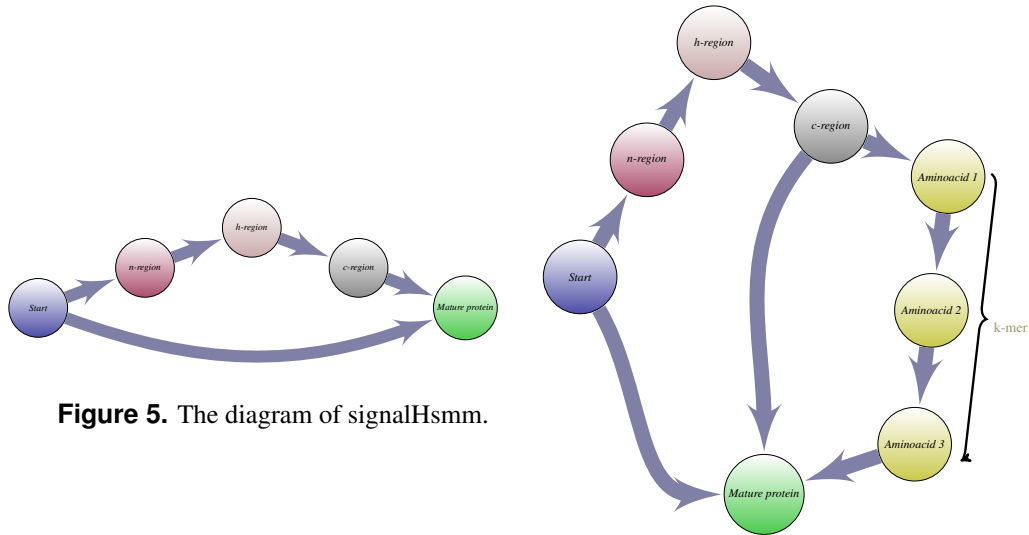 Start
n-region
h-region
c-region
Mature protein
Figure 5. The diagram of signalHsmm.
h-region
c-region
n-region
Aminoacid 1
Start
Aminoacid 2
k-mer
Aminoacid 3
Mature protein